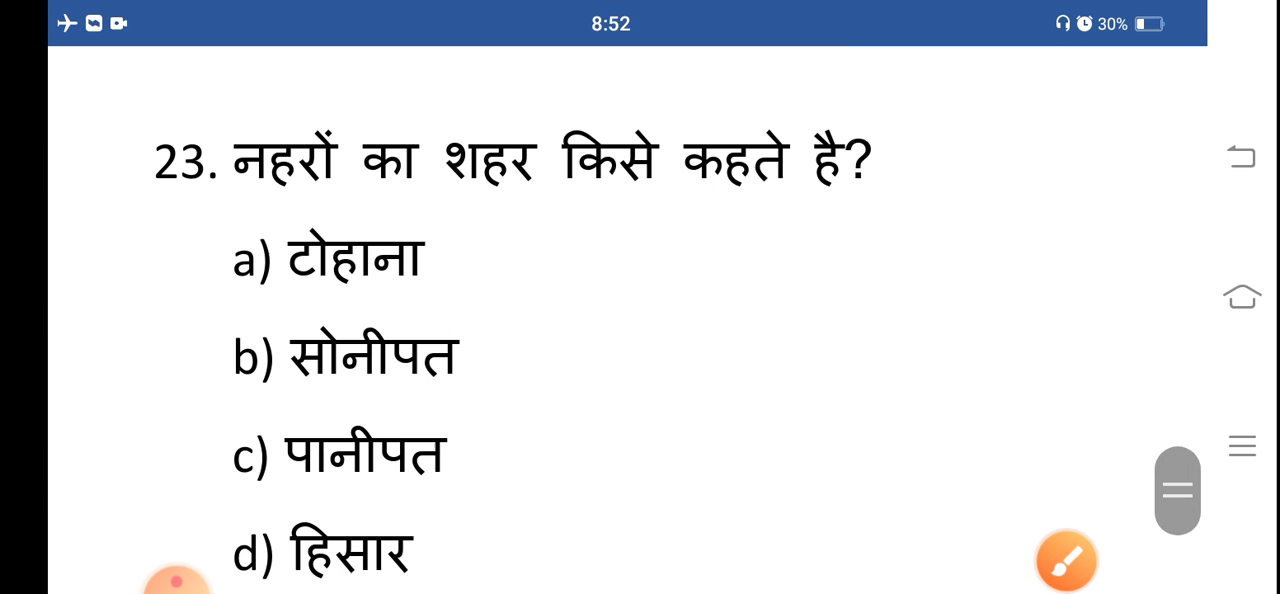 8:52
30%
23. नहरों का शहर किसे कहते है?
a) टोहाना
b) सोनीपत
c) पानीपत
d) हिसार